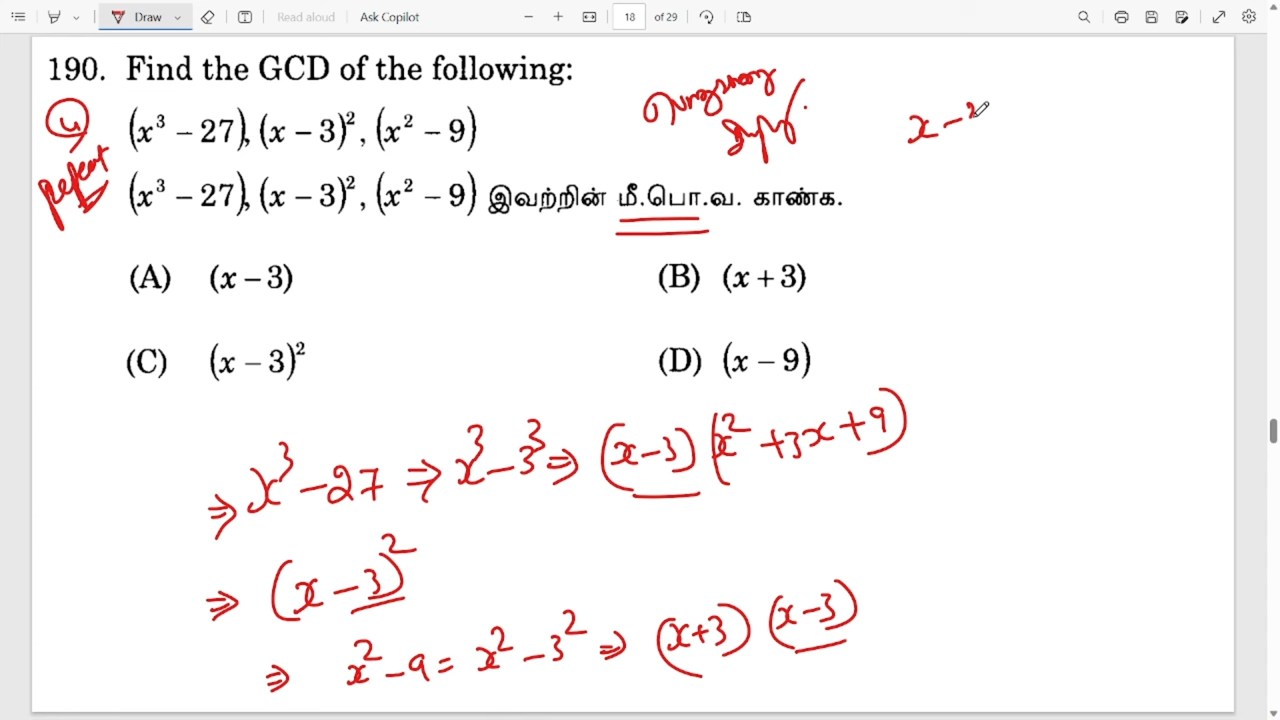 Draw Read aloud Ask Copilot 18 of 29
190. Find the GCD of the following:
(x³ − 27), (x − 3)², (x² − 9)
repeat
(x³ − 27), (x − 3)², (x² − 9) இவற்றின் மீ.பொ.வ. காண்க.
x −
(A) (x − 3)
(B) (x + 3)
(C) (x − 3)²
(D) (x − 9)
⇒ x³ − 27 ⇒ x³ − 3³ ⇒ (x−3) (x² + 3x + 9)
⇒ (x − 3)²
⇒ x² − 9 = x² − 3² ⇒ (x+3) (x−3)